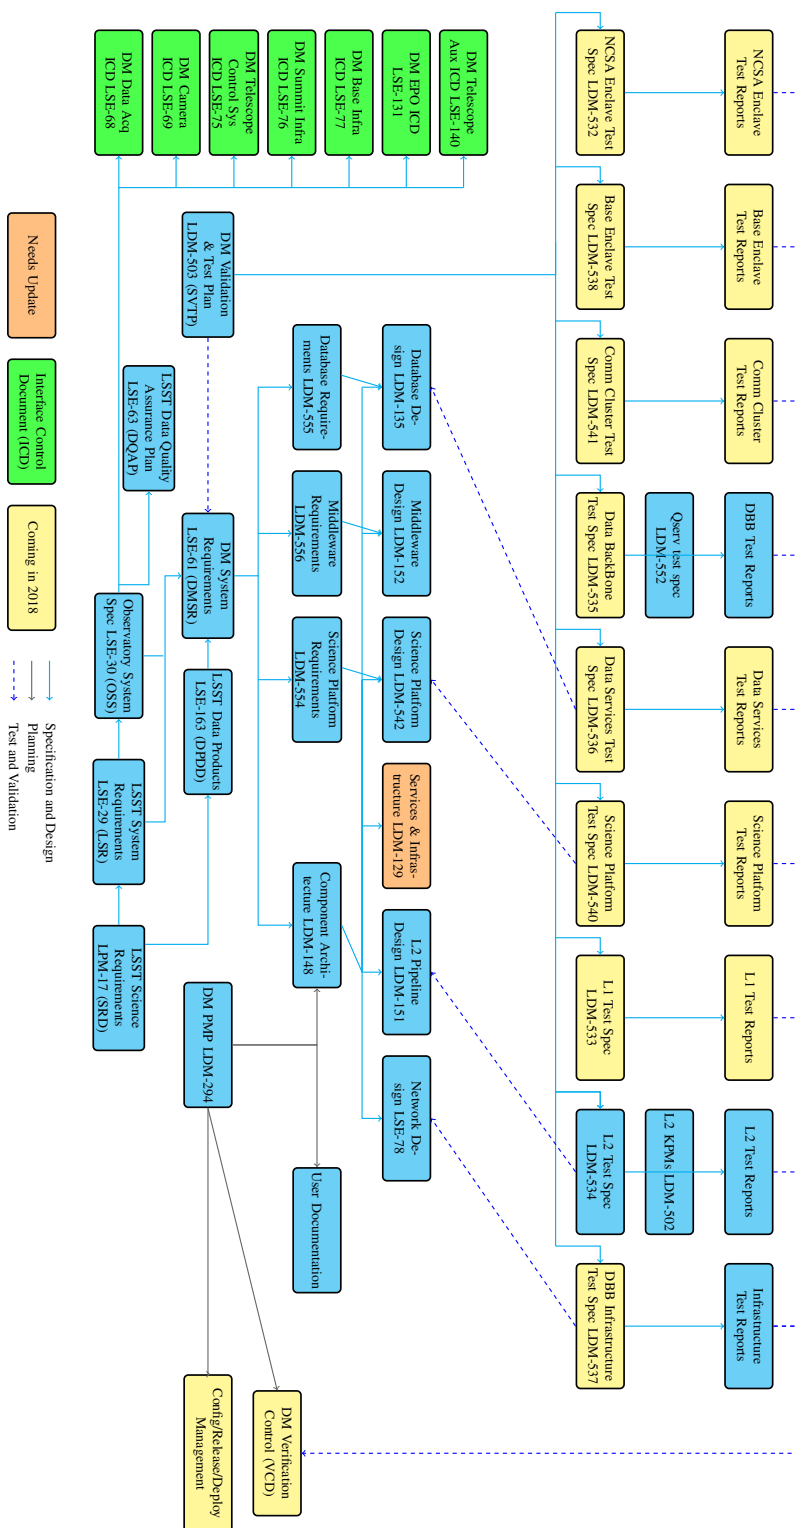 NCSA Enclave
Test Reports
Base Enclave
Test Reports
Comm Cluster
Test Reports
DBB Test Reports
Data Services
Test Reports
Science Platform
Test Reports
L1 Test Reports
L2 Test Reports
Infrastructure
Test Reports
Qserv test spec
LDM-552
L2 KPMs LDM-502
NCSA Enclave Test
Spec LDM-532
Base Enclave Test
Spec LDM-538
Comm Cluster Test
Spec LDM-541
Data BackBone
Test Spec LDM-535
Data Services Test
Spec LDM-536
Science Platform
Test Spec LDM-540
L1 Test Spec
LDM-533
L2 Test Spec
LDM-534
DBB Infrastructure
Test Spec LDM-537
DM Telescope
Aux ICD LSE-140
DM EPO ICD
LSE-131
DM Base Infra
ICD LSE-77
DM Summit Infra
ICD LSE-76
DM Telescope
Control Sys
ICD LSE-75
DM Camera
ICD LSE-69
DM Data Acq
ICD LSE-68
Database De-
sign LDM-135
Middleware
Design LDM-152
Science Platform
Design LDM-542
Services & Infras-
tructure LDM-129
L2 Pipeline
Design LDM-151
Network De-
sign LSE-78
Database Require-
ments LDM-555
Middleware
Requirements
LDM-556
Science Platform
Requirements
LDM-554
Component Archi-
tecture LDM-148
User Documentation
DM Verification
Control (VCD)
DM Validation
& Test Plan
LDM-503 (SVTP)
DM System
Requirements
LSE-61 (DMSR)
LSST Data Products
LSE-163 (DPDD)
DM PMP LDM-294
Config/Release/Deploy
Management
LSST Data Quality
Assurance Plan
LSE-63 (DQAP)
Observatory System
Spec LSE-30 (OSS)
LSST System
Requirements
LSE-29 (LSR)
LSST Science
Requirements
LPM-17 (SRD)
Needs Update
Interface Control
Document (ICD)
Coming in 2018
Specification and Design
Planning
Test and Validation